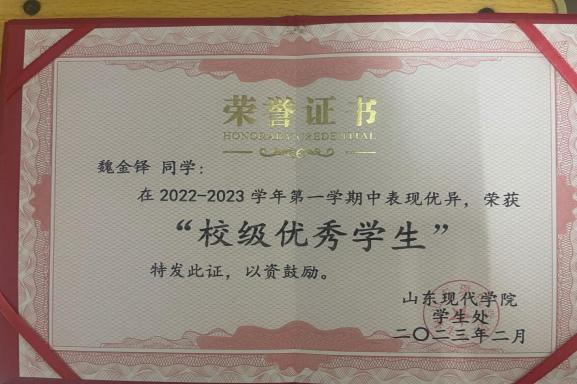 荣誉证书
HONORARY CREDENTIAL
魏金铎 同学：
在 2022-2023 学年第一学期中表现优异，荣获
“校级优秀学生”
特发此证，以资鼓励。
山东现代学院
学生处
二〇二三年二月